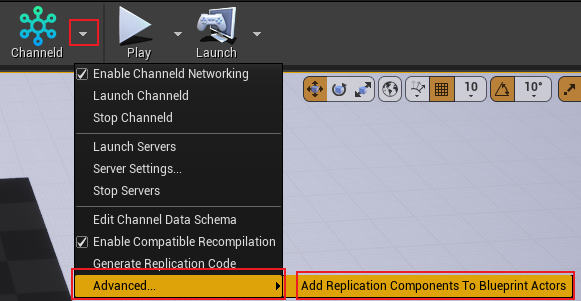 Channeld
Play
Launch
Enable Channeld Networking
Launch Channeld
Stop Channeld
10
10°
Launch Servers
Server Settings...
Stop Servers
Edit Channel Data Schema
Enable Compatible Recompilation
Generate Replication Code
Advanced...
Add Replication Components To Blueprint Actors